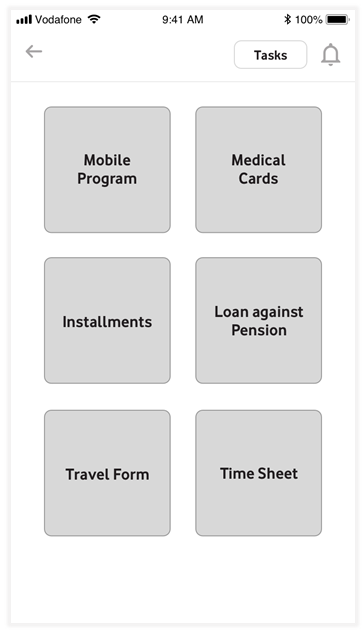 Vodafone 9:41 AM 100%
Tasks
Mobile
Program
Medical
Cards
Installments
Loan against
Pension
Travel Form
Time Sheet